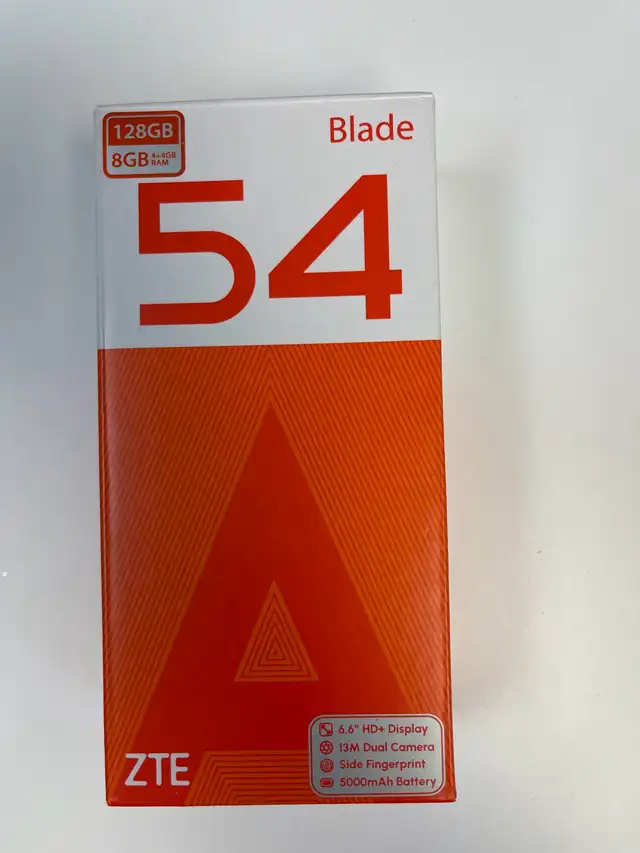 128GB
8GB 4+4GB RAM
Blade
54
A
ZTE
6.6" HD+ Display
13M Dual Camera
Side Fingerprint
5000mAh Battery